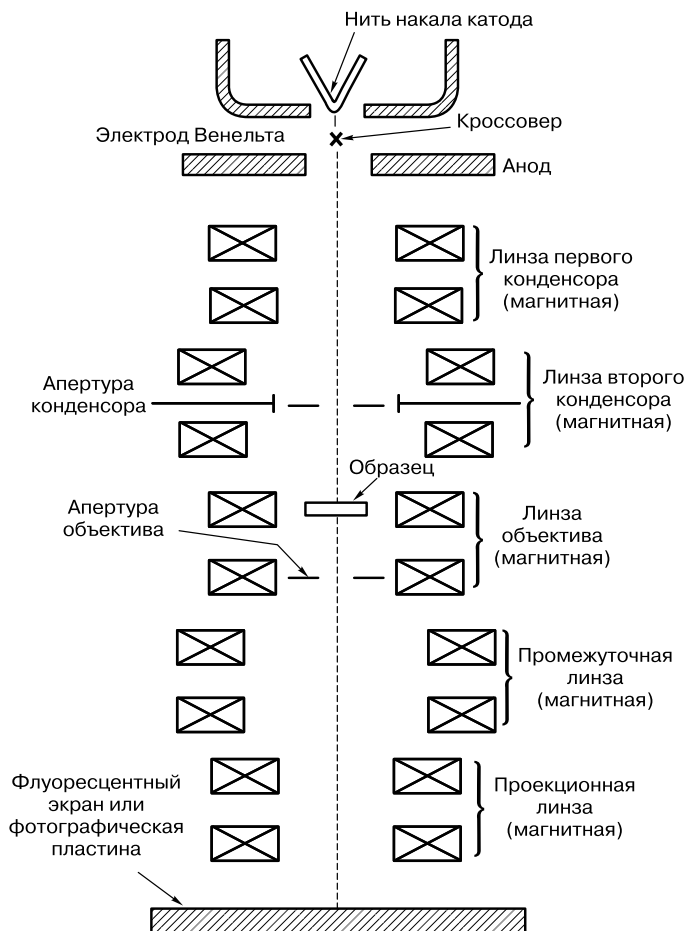 Нить накала катода
Кроссовер
Электрод Венельта
Анод
Линза первого
конденсора
(магнитная)
Апертура
конденсора
Линза второго
конденсора
(магнитная)
Образец
Апертура
объектива
Линза
объектива
(магнитная)
Промежуточная
линза
(магнитная)
Флуоресцентный
экран или
фотографическая
пластина
Проекционная
линза
(магнитная)